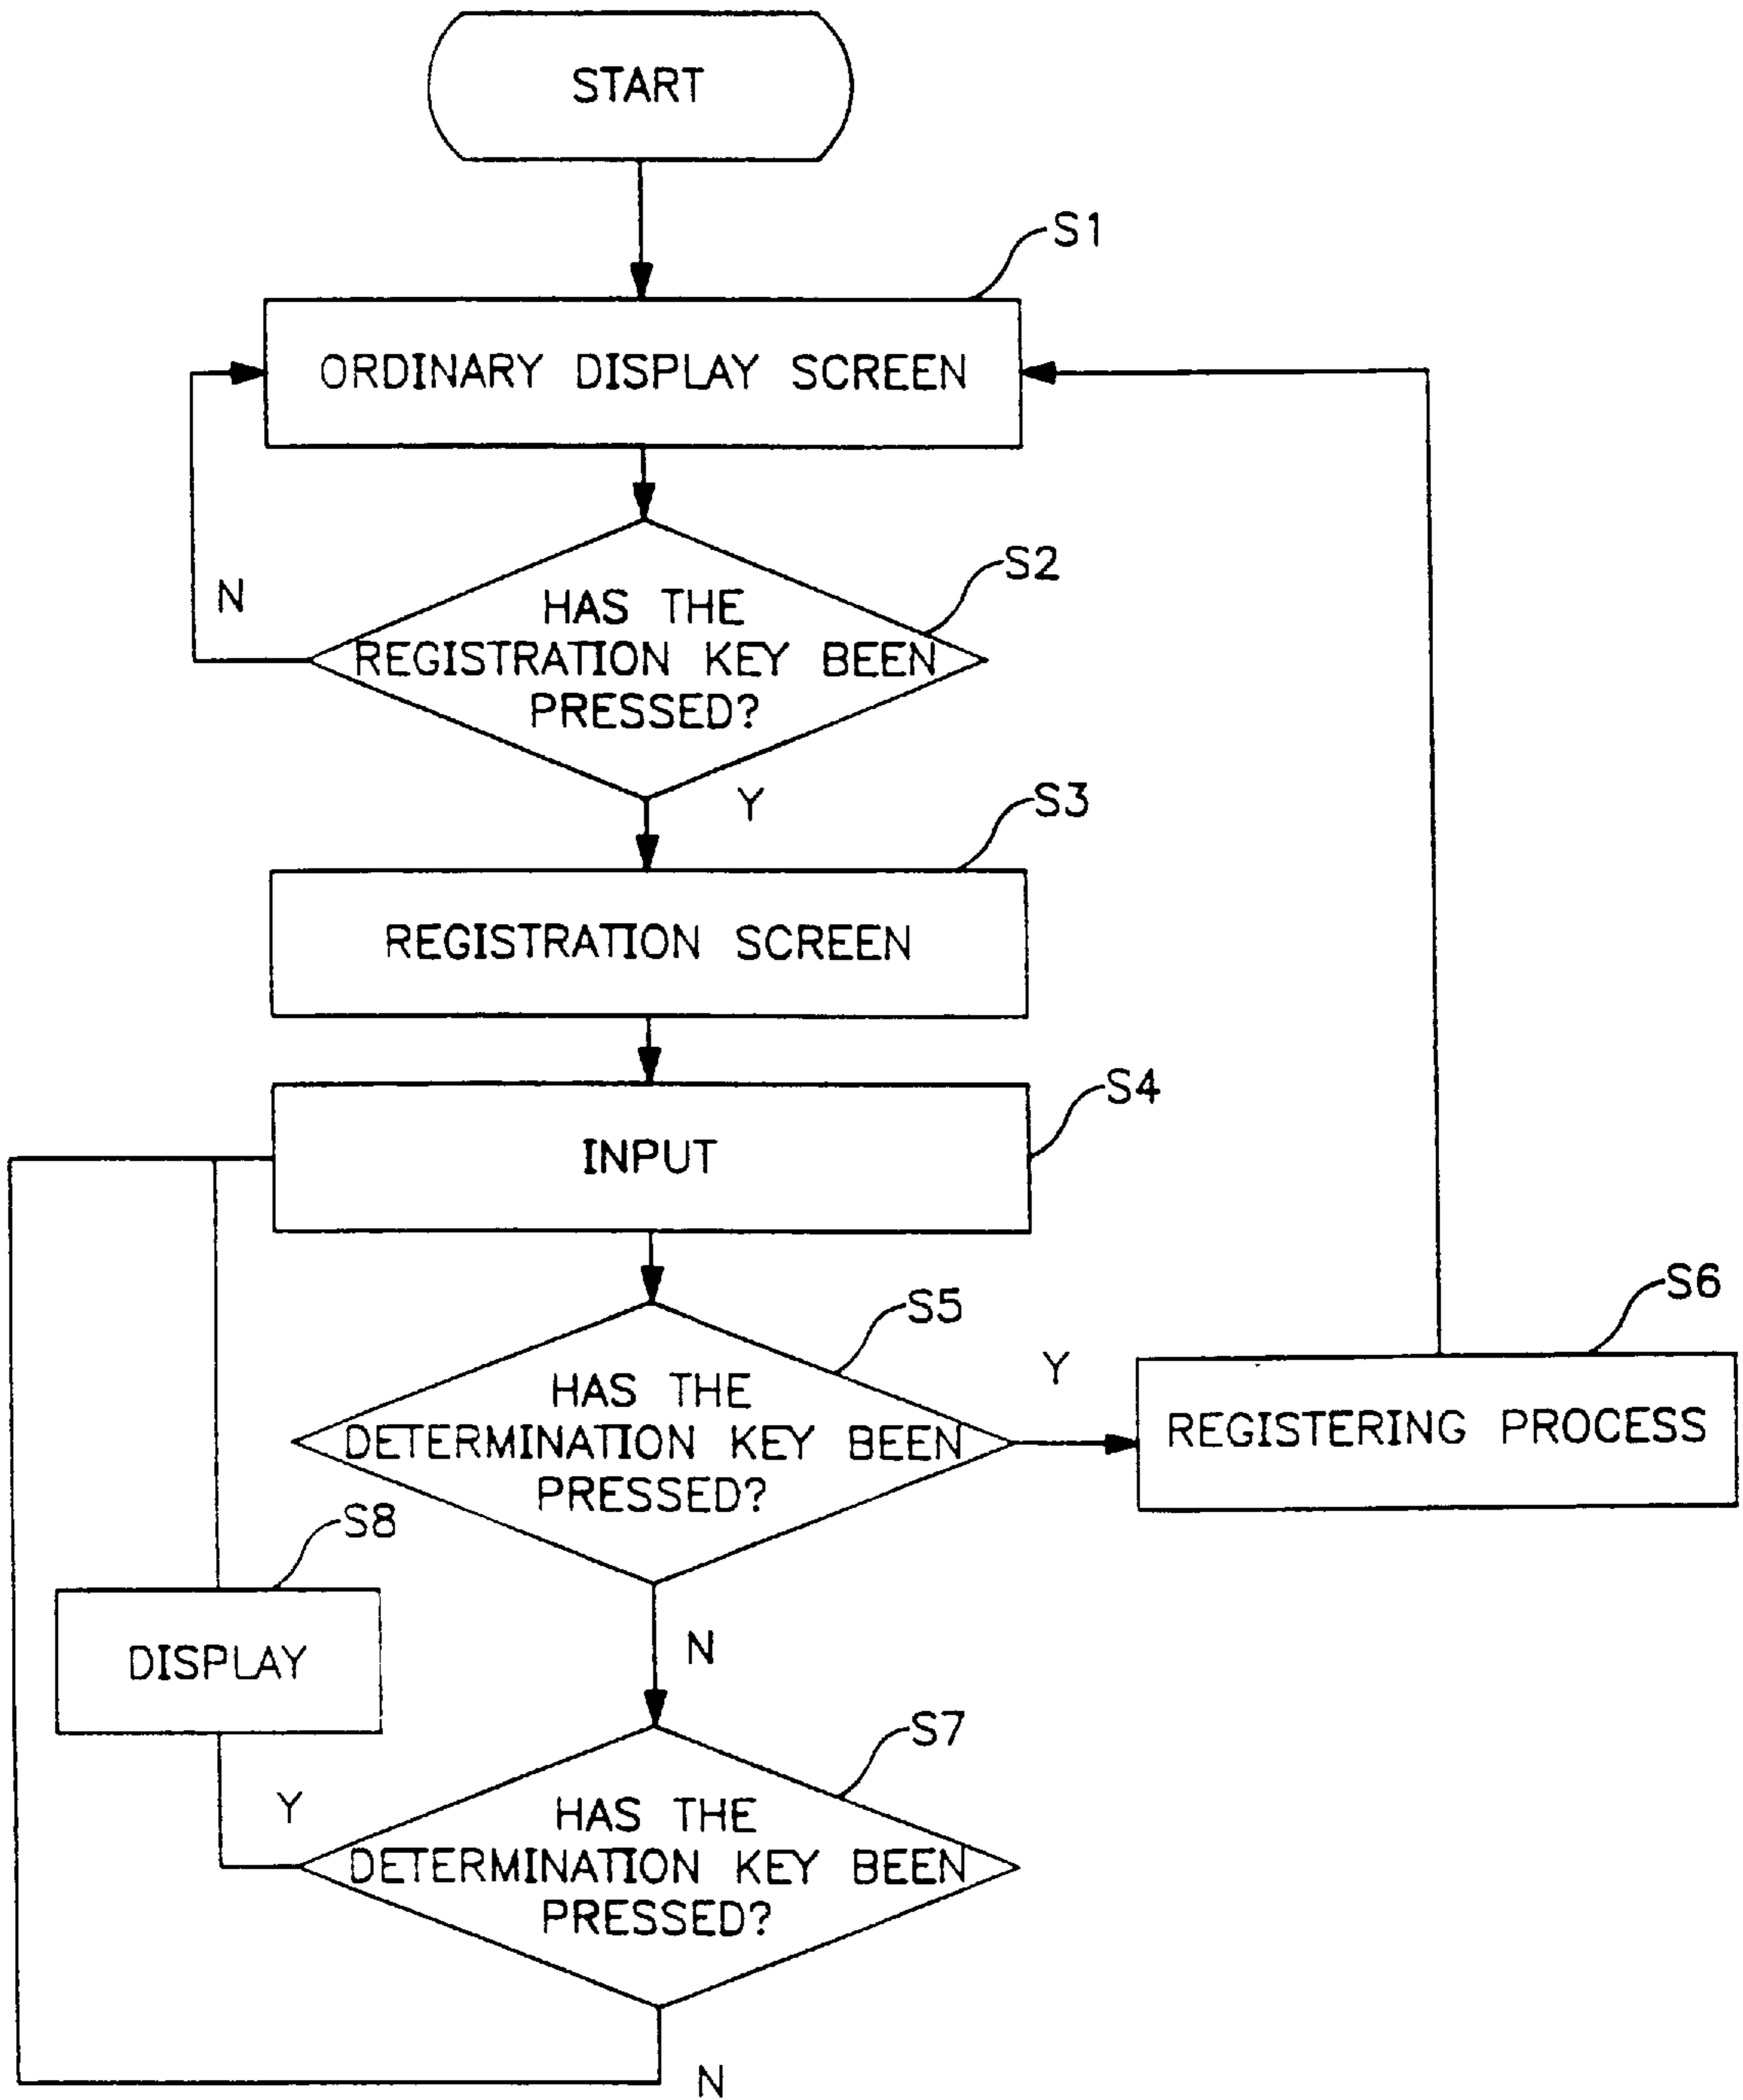 START
S1
ORDINARY DISPLAY SCREEN
S2
N
HAS THE
REGISTRATION KEY BEEN
PRESSED?
Y
S3
REGISTRATION SCREEN
S4
INPUT
S5
HAS THE
DETERMINATION KEY BEEN
PRESSED?
Y
S6
REGISTERING PROCESS
S8
DISPLAY
N
S7
Y
HAS THE
DETERMINATION KEY BEEN
PRESSED?
N